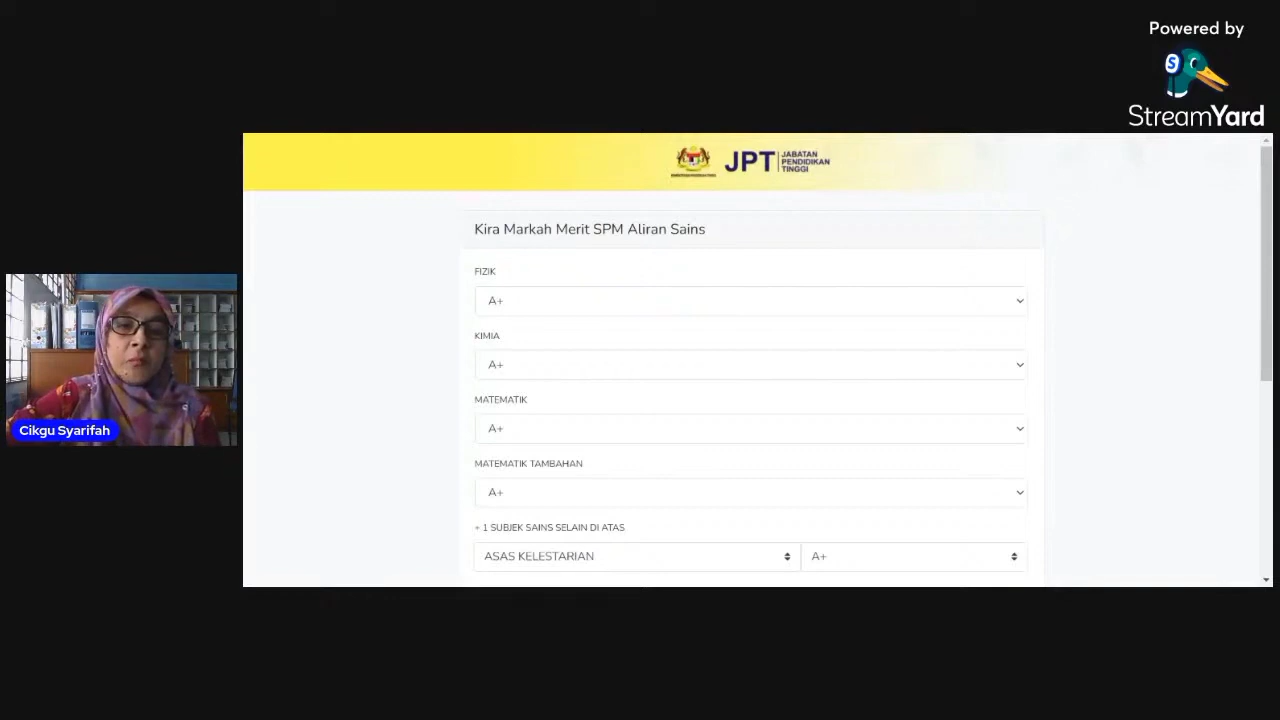 Powered by
StreamYard
JPT
JABATAN
PENDIDIKAN
TINGGI
Kira Markah Merit SPM Aliran Sains
FIZIK
A+
KIMIA
A+
MATEMATIK
A+
MATEMATIK TAMBAHAN
A+
+ 1 SUBJEK SAINS SELAIN DI ATAS
ASAS KELESTARIAN
A+
Cikgu Syarifah